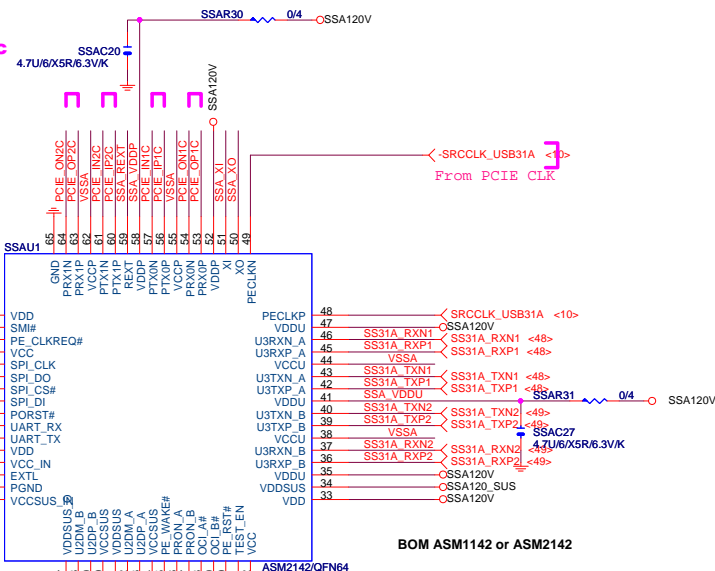 SSAR30 0/4 SSA120V
c
SSAC20
4.7U/6/X5R/6.3V/K
SSA120V
PCIE_ON2C
PCIE_OP2C
VSSA
PCIE_IN2C
PCIE_IP2C
SSA_REXT
SSA_VDDP
PCIE_IN1C
PCIE_IP1C
VSSA
PCIE_ON1C
PCIE_OP1C
SSA_XI
SSA_XO
-SRCCLK_USB31A <10>
From PCIE CLK
65 64 63 62 61 60 59 58 57 56 55 54 53 52 51 50 49
SSAU1
GND
PRX1N
PRX1P
VCCP
PTX1N
PTX1P
REXT
VDDP
PTX0N
PTX0P
VCCP
PRX0N
PRX0P
VDDP
XI
XO
PECLKN
VDD
SMI#
PE_CLKREQ#
VCC
SPI_CLK
SPI_DO
SPI_CS#
SPI_DI
PORST#
UART_RX
UART_TX
VDD
VCC_IN
EXTL
PGND
VCCSUS_IN
PECLKP 48 SRCCLK_USB31A <10>
VDDU 47 SSA120V
U3RXN_A 46 SS31A_RXN1 SS31A_RXN1 <48>
U3RXP_A 45 SS31A_RXP1 SS31A_RXP1 <48>
VCCU 44 VSSA
U3TXN_A 43 SS31A_TXN1 SS31A_TXN1 <48>
U3TXP_A 42 SS31A_TXP1 SS31A_TXP1 <48>
VDDU 41 SSA_VDDU SSAR31 0/4 SSA120V
U3TXN_B 40 SS31A_TXN2 SS31A_TXN2 <49>
U3TXP_B 39 SS31A_TXP2 SS31A_TXP2 <49>
VCCU 38 VSSA
SSAC27
4.7U/6/X5R/6.3V/K
U3RXN_B 37 SS31A_RXN2 SS31A_RXN2 <49>
U3RXP_B 36 SS31A_RXP2 SS31A_RXP2 <49>
VDDU 35 SSA120V
VDDSUS 34 SSA120_SUS
VDD 33 SSA120V
VDDSUS
U2DM_B
U2DP_B
VCCSUS
VDDSUS
U2DM_A
U2DP_A
VCCSUS
PE_WAKE#
PRON_A
PRON_B
OCI_A#
OCI_B#
PE_RST#
TEST_EN
VCC
BOM ASM1142 or ASM2142
ASM2142/QFN64